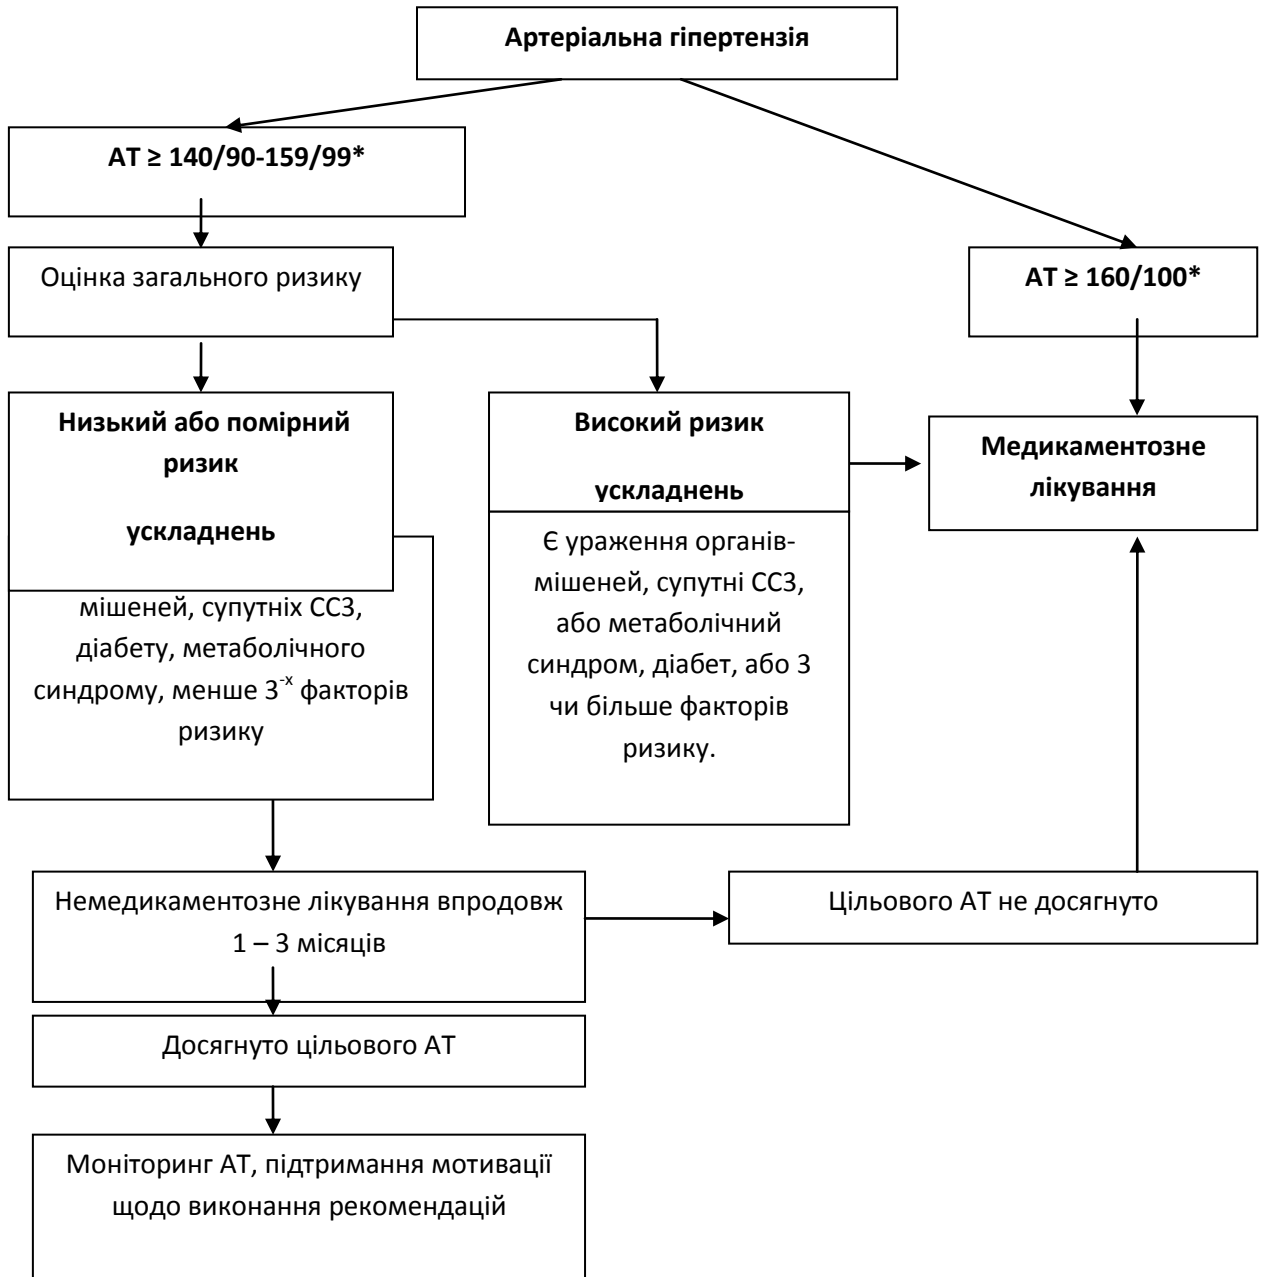 Артеріальна гіпертензія
АТ ≥ 140/90-159/99*
Оцінка загального ризику
АТ ≥ 160/100*
Низький або помірний
ризик
ускладнень
мішеней, супутніх ССЗ,
діабету, метаболічного
синдрому, менше 3-х факторів
ризику
Високий ризик
ускладнень
Є ураження органів-
мішеней, супутні ССЗ,
або метаболічний
синдром, діабет, або 3
чи більше факторів
ризику.
Медикаментозне
лікування
Немедикаментозне лікування впродовж
1 – 3 місяців
Цільового АТ не досягнуто
Досягнуто цільового АТ
Моніторинг АТ, підтримання мотивації
щодо виконання рекомендацій